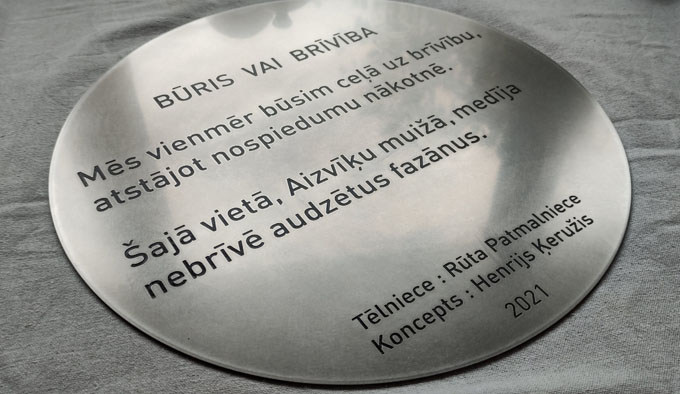 BŪRIS VAI BRĪVĪBA
Mēs vienmēr būsim ceļā uz brīvību,
atstājot nospiedumu nākotnē.
Šajā vietā, Aizvīķu muižā, medīja
nebrīvē audzētus fazānus.
Tēlniece : Rūta Patmalniece
Koncepts : Henrijs Ķeružis
2021